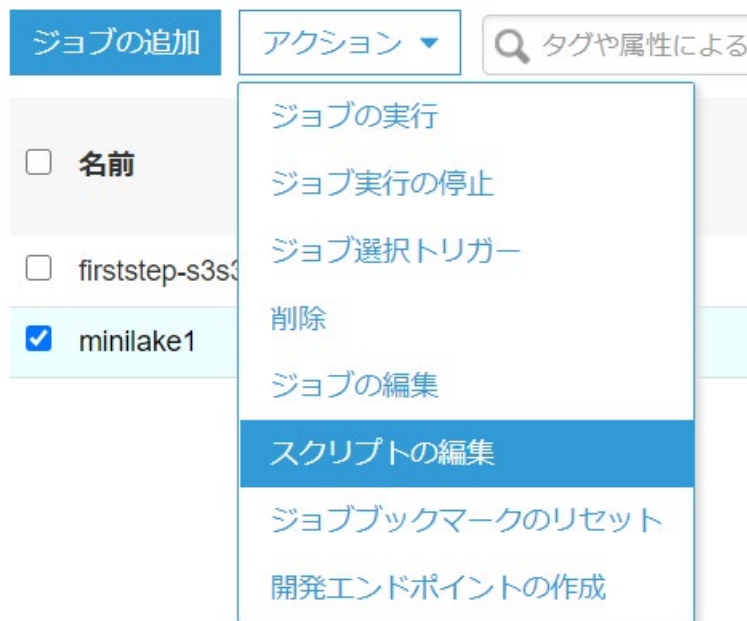 ジョブの追加 アクション タグや属性による
ジョブの実行
名前
ジョブ実行の停止
ジョブ選択トリガー
firststep-s3s3
削除
minilake1
ジョブの編集
スクリプトの編集
ジョブブックマークのリセット
開発エンドポイントの作成